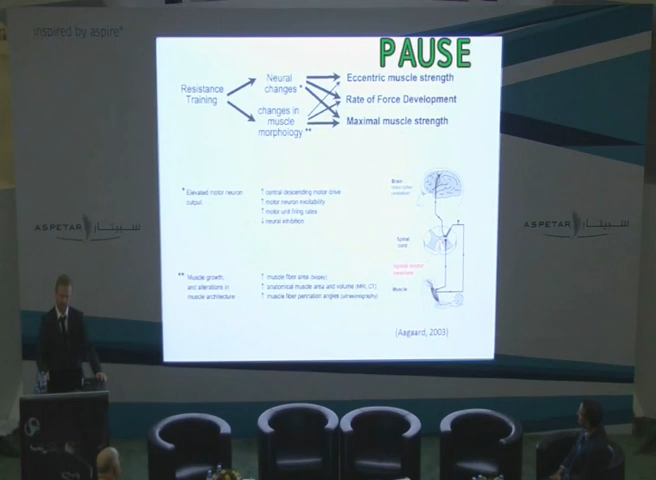 inspired by aspire
PAUSE
Resistance
Training
Neural
changes *
changes in
muscle
morphology **
Eccentric muscle strength
Rate of Force Development
Maximal muscle strength
* Elevated motor neuron
output
↑ central descending motor drive
↑ motor neuron excitability
↑ motor unit firing rates
↓ neural inhibition
Brain
Spinal
cord
Muscle
** Muscle growth,
and alterations in
muscle architecture
↑ muscle fiber area (biopsy)
↑ anatomical muscle area and volume (MRI, CT)
↑ muscle fiber pennation angles (ultrasonography)
(Aagaard, 2003)
ASPETAR سبيتار
ASPETAR سبيتار